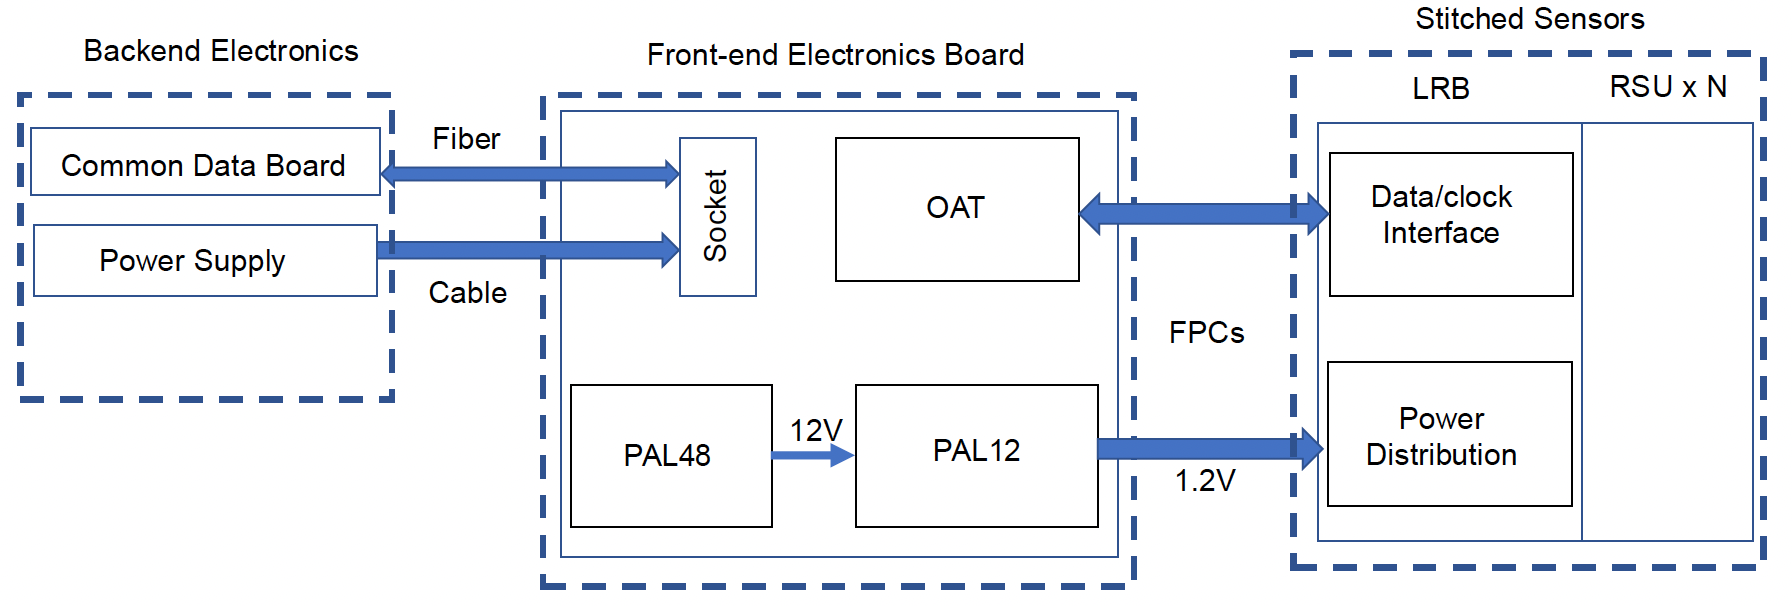 Backend Electronics
Common Data Board
Power Supply
Fiber
Cable
Front-end Electronics Board
Socket
OAT
PAL48
12V
PAL12
FPCs
1.2V
Stitched Sensors
LRB
RSU x N
Data/clock
Interface
Power
Distribution